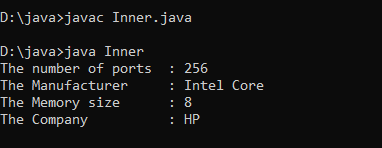 D:\java>javac Inner.java
D:\java>java Inner
The number of ports  : 256
The Manufacturer     : Intel Core
The Memory size      : 8
The Company          : HP